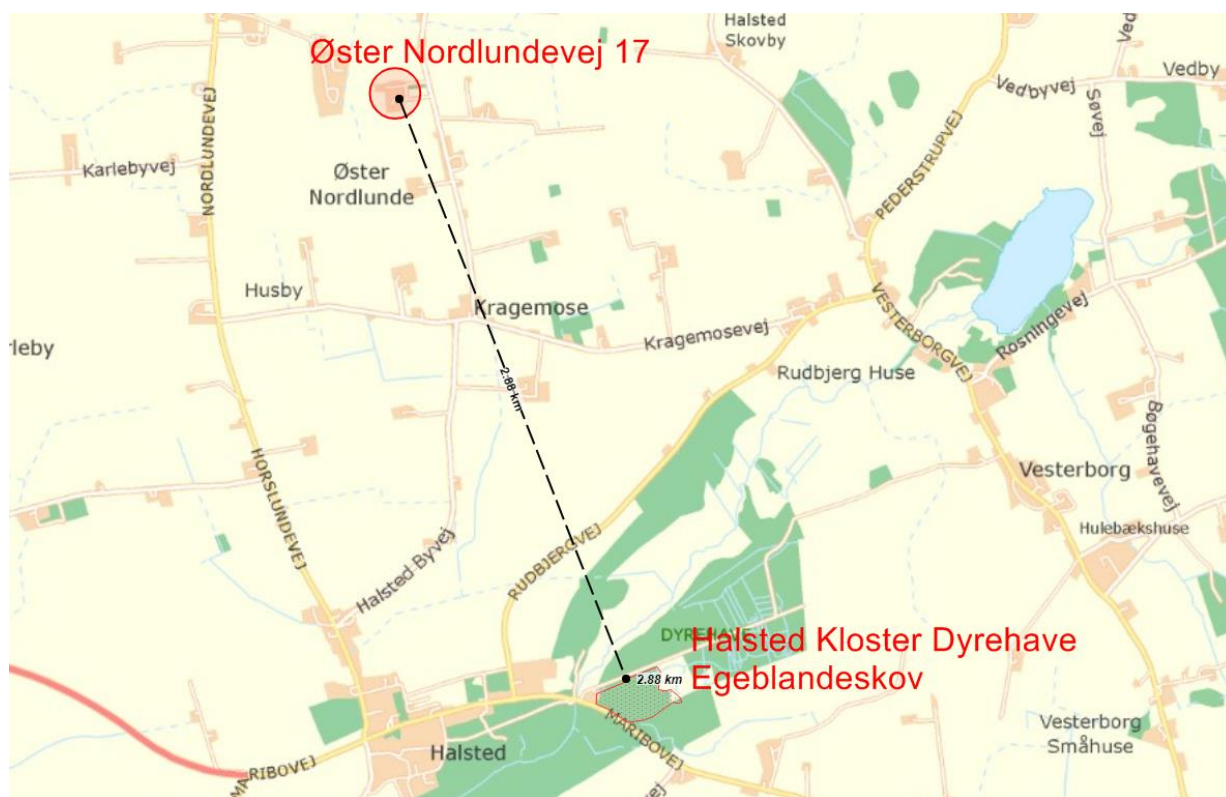 Halsted
Skovby
Øster Nordlundevej 17
Vedbyvej
Vedby
Søvej
NORDLUNDEVEJ
Karlebyvej
Øster
Nordlunde
PEDERSTRUPVEJ
Husby
Kragemose
Kragemosevej
VESTERBORGVEJ
Rosningevej
rleby
Rudbjerg Huse
2.88 km
Bøgehavevej
HORSLUNDEVEJ
Vesterborg
Hulebækshuse
Halsted Byvej
RUDBJERGVEJ
DYREHAVE
Halsted Kloster Dyrehave
Egeblandeskov
2.88 km
MARIBOVEJ
Halsted
Vesterborg
Småhuse
MARIBOVEJ